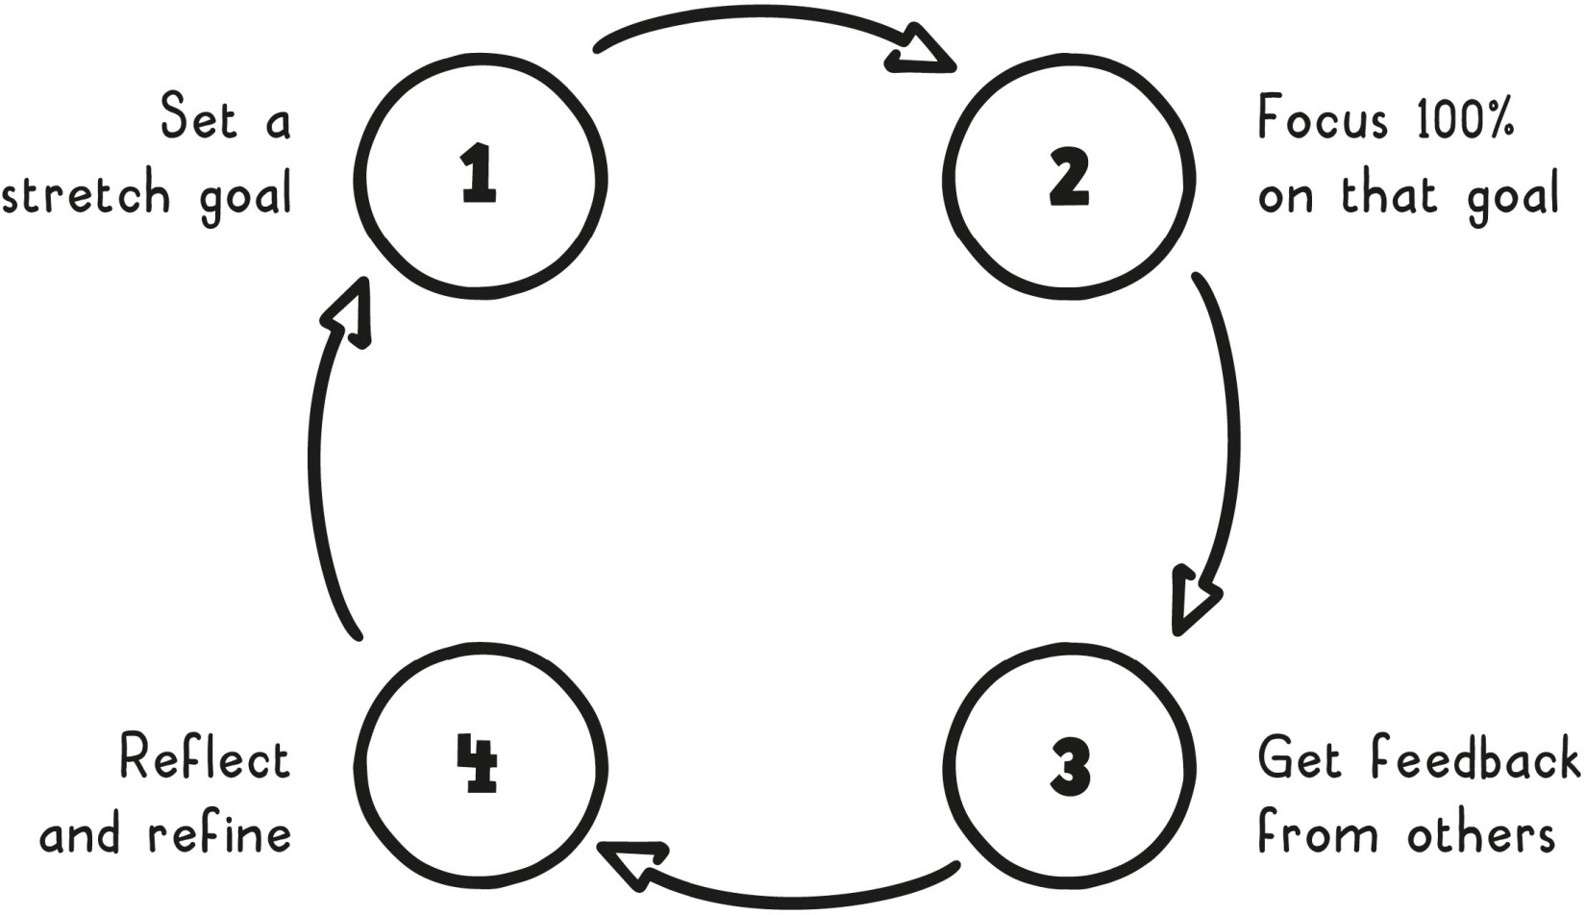 Set a
stretch goal
1
2
Focus 100%
on that goal
Reflect
and refine
4
3
Get feedback
from others